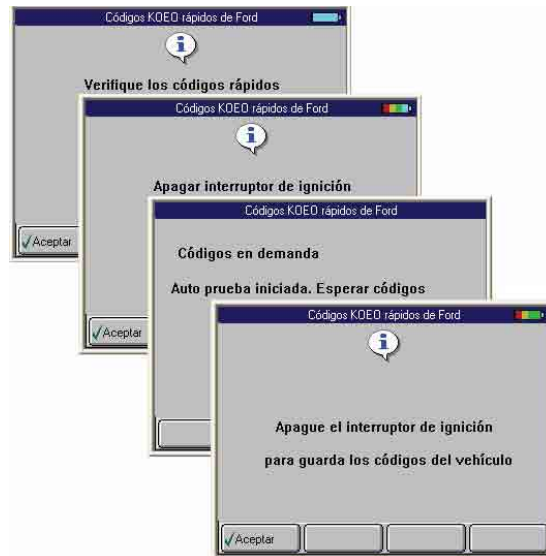 Códigos KOEO rápidos de Ford
Verifique los códigos rápidos
Aceptar
Códigos KOEO rápidos de Ford
Apagar interruptor de ignición
Aceptar
Códigos KOEO rápidos de Ford
Códigos en demanda
Auto prueba iniciada. Esperar códigos
Códigos KOEO rápidos de Ford
Apague el interruptor de ignición
para guarda los códigos del vehículo
Aceptar